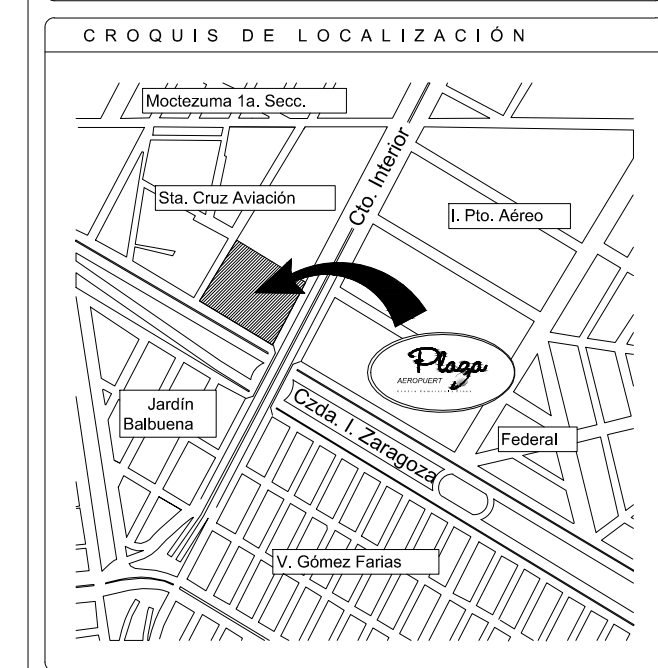 CROQUIS DE LOCALIZACIÓN
Moctezuma 1a. Secc.
Cto. Interior
Sta. Cruz Aviación
I. Pto. Aéreo
Plaza
AEROPUERT
Jardín
Balbuena
Czda. I. Zaragoza
Federal
V. Gómez Farias